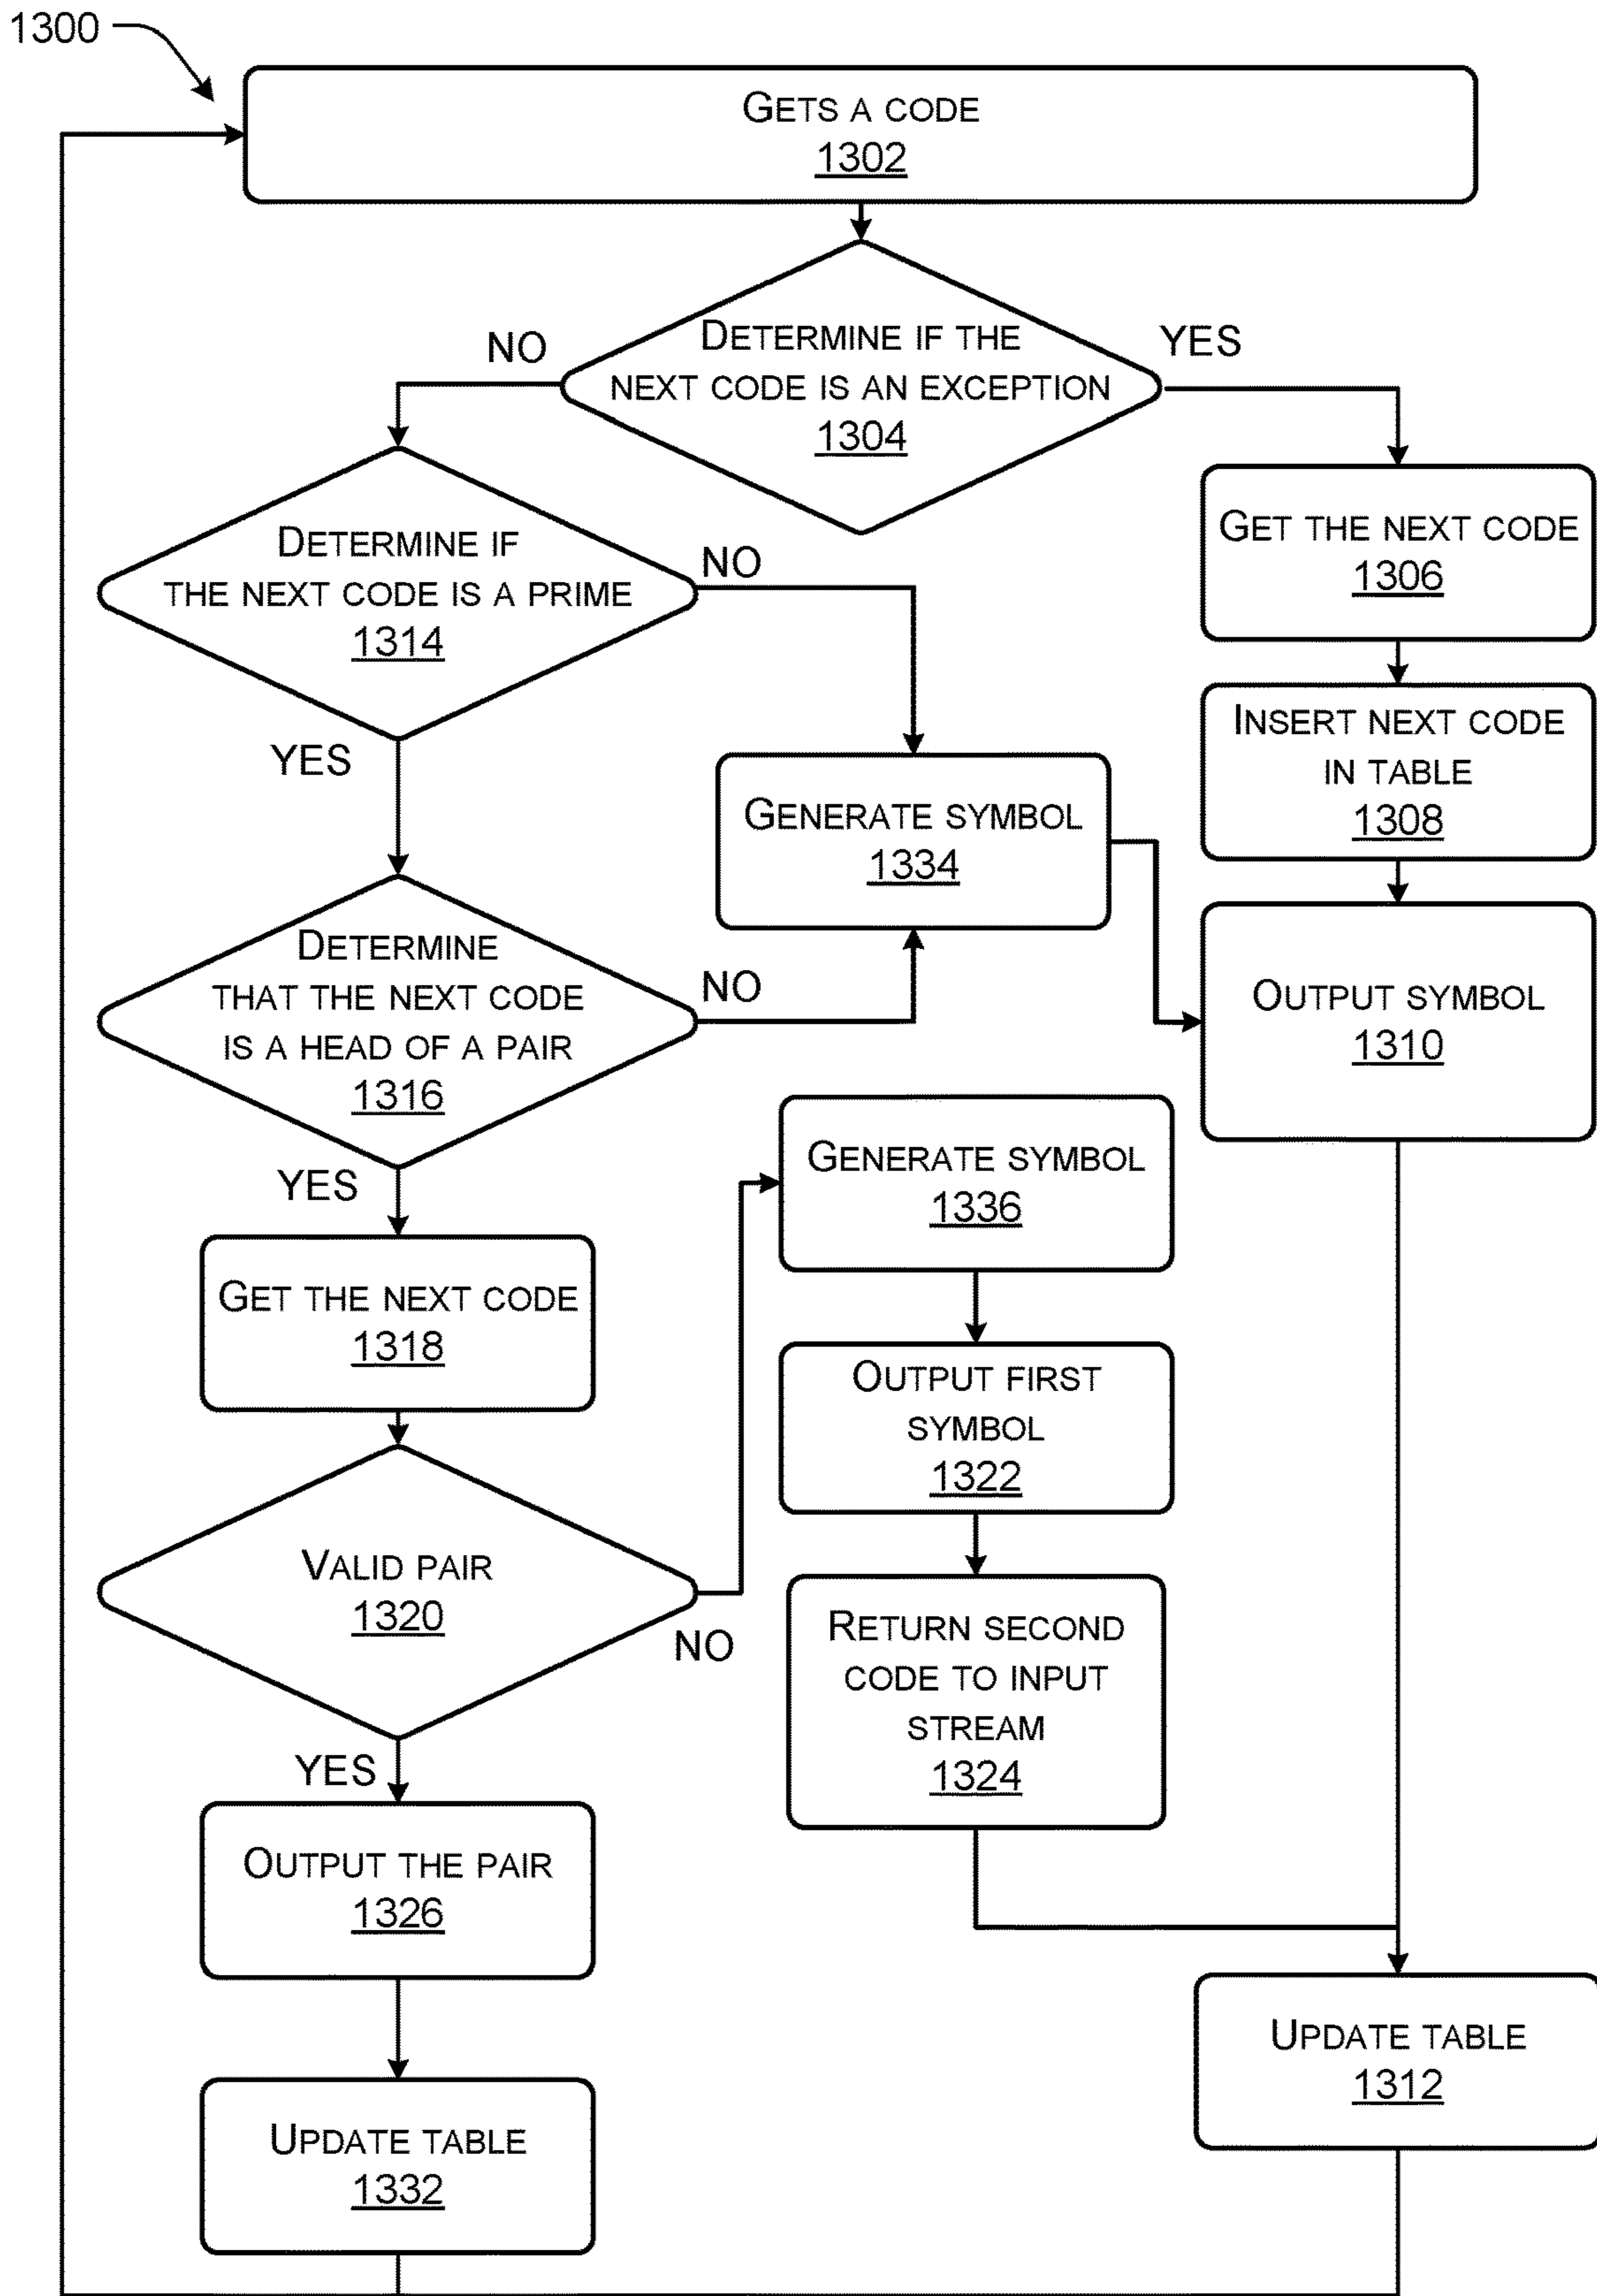 1300
GETS A CODE
1302
NO
DETERMINE IF THE
NEXT CODE IS AN EXCEPTION
1304
YES
DETERMINE IF
THE NEXT CODE IS A PRIME
1314
NO
YES
GET THE NEXT CODE
1306
INSERT NEXT CODE
IN TABLE
1308
GENERATE SYMBOL
1334
OUTPUT SYMBOL
1310
DETERMINE
THAT THE NEXT CODE
IS A HEAD OF A PAIR
1316
NO
YES
GENERATE SYMBOL
1336
GET THE NEXT CODE
1318
OUTPUT FIRST
SYMBOL
1322
VALID PAIR
1320
NO
YES
RETURN SECOND
CODE TO INPUT
STREAM
1324
OUTPUT THE PAIR
1326
UPDATE TABLE
1312
UPDATE TABLE
1332